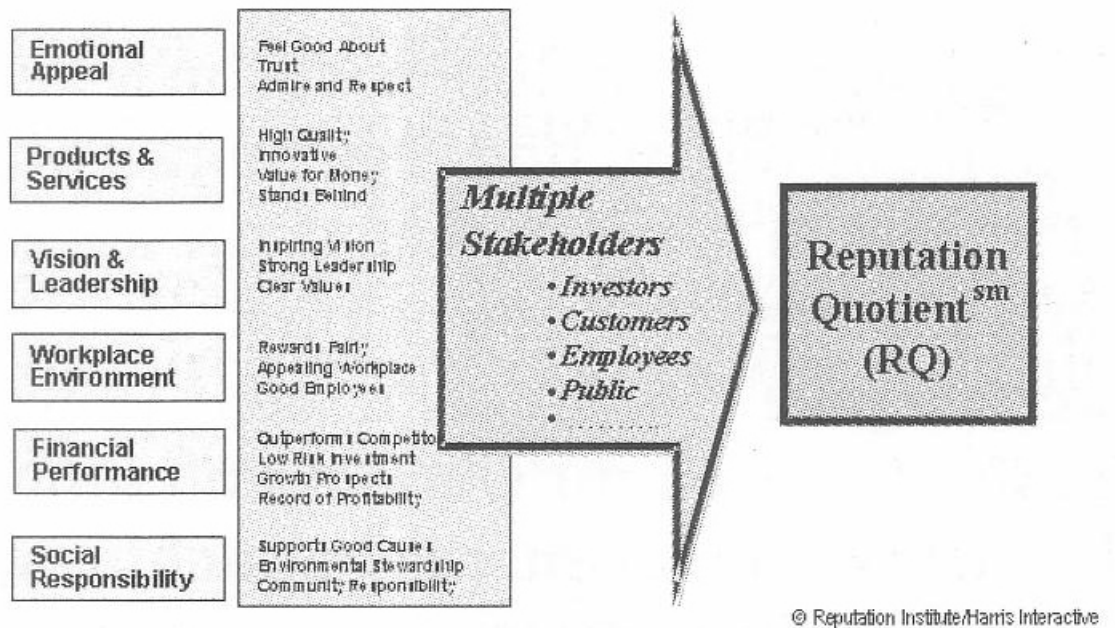 Emotional
Appeal
Feel Good About
Trust
Admire and Respect
Products &
Services
High Quality
Innovative
Value for Money
Stands Behind
Vision &
Leadership
Inspiring Vision
Strong Leadership
Clear Values
Workplace
Environment
Rewards Fairly
Appealing Workplace
Good Employees
Financial
Performance
Outperforms Competito
Low Risk Investment
Growth Prospects
Record of Profitability
Social
Responsibility
Supports Good Causes
Environmental Stewardship
Community Responsibility
Multiple
Stakeholders
• Investors
• Customers
• Employees
• Public
• .........
Reputation
Quotient sm
(RQ)
© Reputation Institute/Harris Interactive